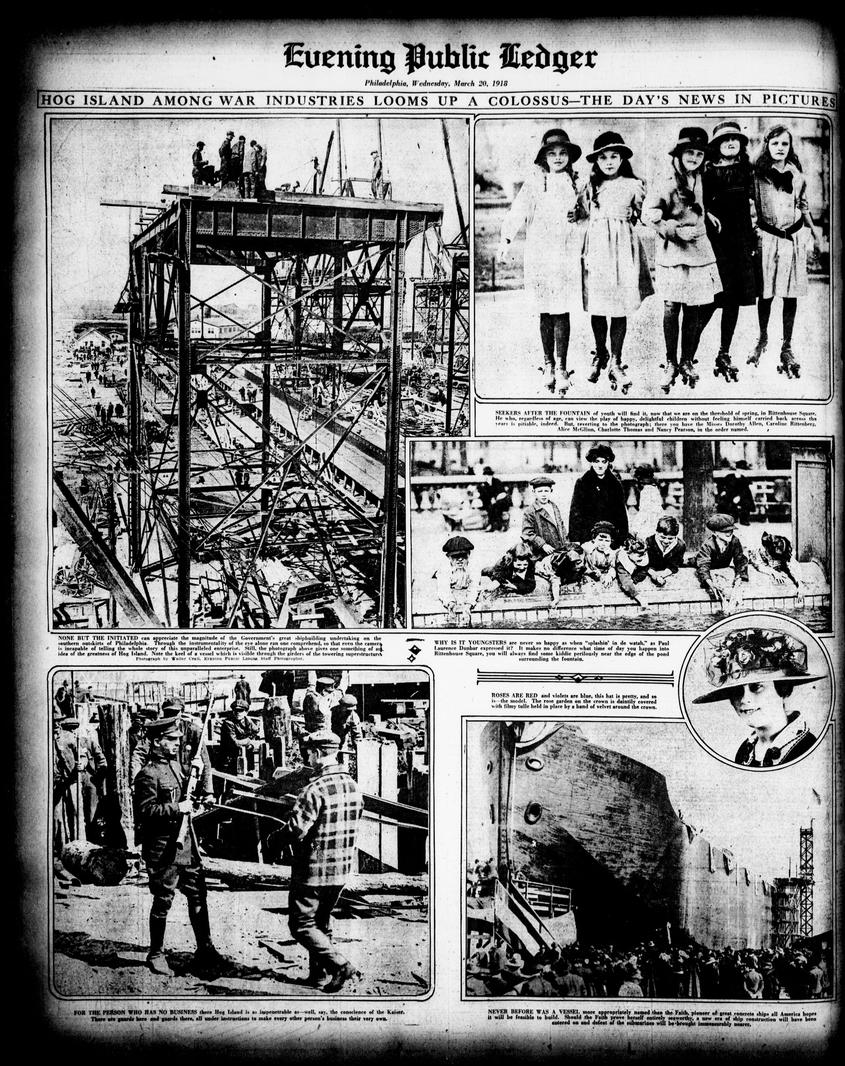 Evening Public Ledger
Philadelphia, Wednesday, March 20, 1918
HOG ISLAND AMONG WAR INDUSTRIES LOOMS UP A COLOSSUS—THE DAY'S NEWS IN PICTURES
SEEKERS AFTER THE FOUNTAIN of youth will find it, now that we are on the threshold of spring, in Rittenhouse Square.
He who, regardless of age, can view the play of happy, delightful children without feeling himself carried back across the
years is pitiable, indeed. But, reverting to the photograph; there you have the Misses Dorothy Allen, Caroline Rittenberg,
Alice McGlinn, Charlotte Thomas and Nancy Pearson, in the order named.
NONE BUT THE INITIATED can appreciate the magnitude of the Government's great shipbuilding undertaking on the
southern outskirts of Philadelphia. Through the instrumentality of the eye alone can one comprehend, so that even the camera
is incapable of telling the whole story of this unparalleled enterprise. Still, the photograph above gives one something of an
idea of the greatness of Hog Island. Note the keel of a vessel which is visible through the girders of the towering superstructure.
Photograph by Walter Crail, Evening Public Ledger Staff Photographer.
WHY IS IT YOUNGSTERS are never so happy as when "splashin' in de watah," as Paul
Laurence Dunbar expressed it? It makes no difference what time of day you happen into
Rittenhouse Square, you will always find some kiddie perilously near the edge of the pond
surrounding the fountain.
ROSES ARE RED and violets are blue, this hat is pretty, and so
is—the model. The rose garden on the crown is daintily covered
with filmy tulle held in place by a band of velvet around the crown.
FOR THE PERSON WHO HAS NO BUSINESS there Hog Island is as impenetrable as—well, say, the conscience of the Kaiser.
There are guards here and guards there, all under instructions to make every other person's business their very own.
NEVER BEFORE WAS A VESSEL more appropriately named than the Faith, pioneer of great concrete ships all America hopes
it will be feasible to build. Should the Faith prove herself entirely seaworthy, a new era of ship construction will have been
entered on and defeat of the submarines will be brought immeasurably nearer.